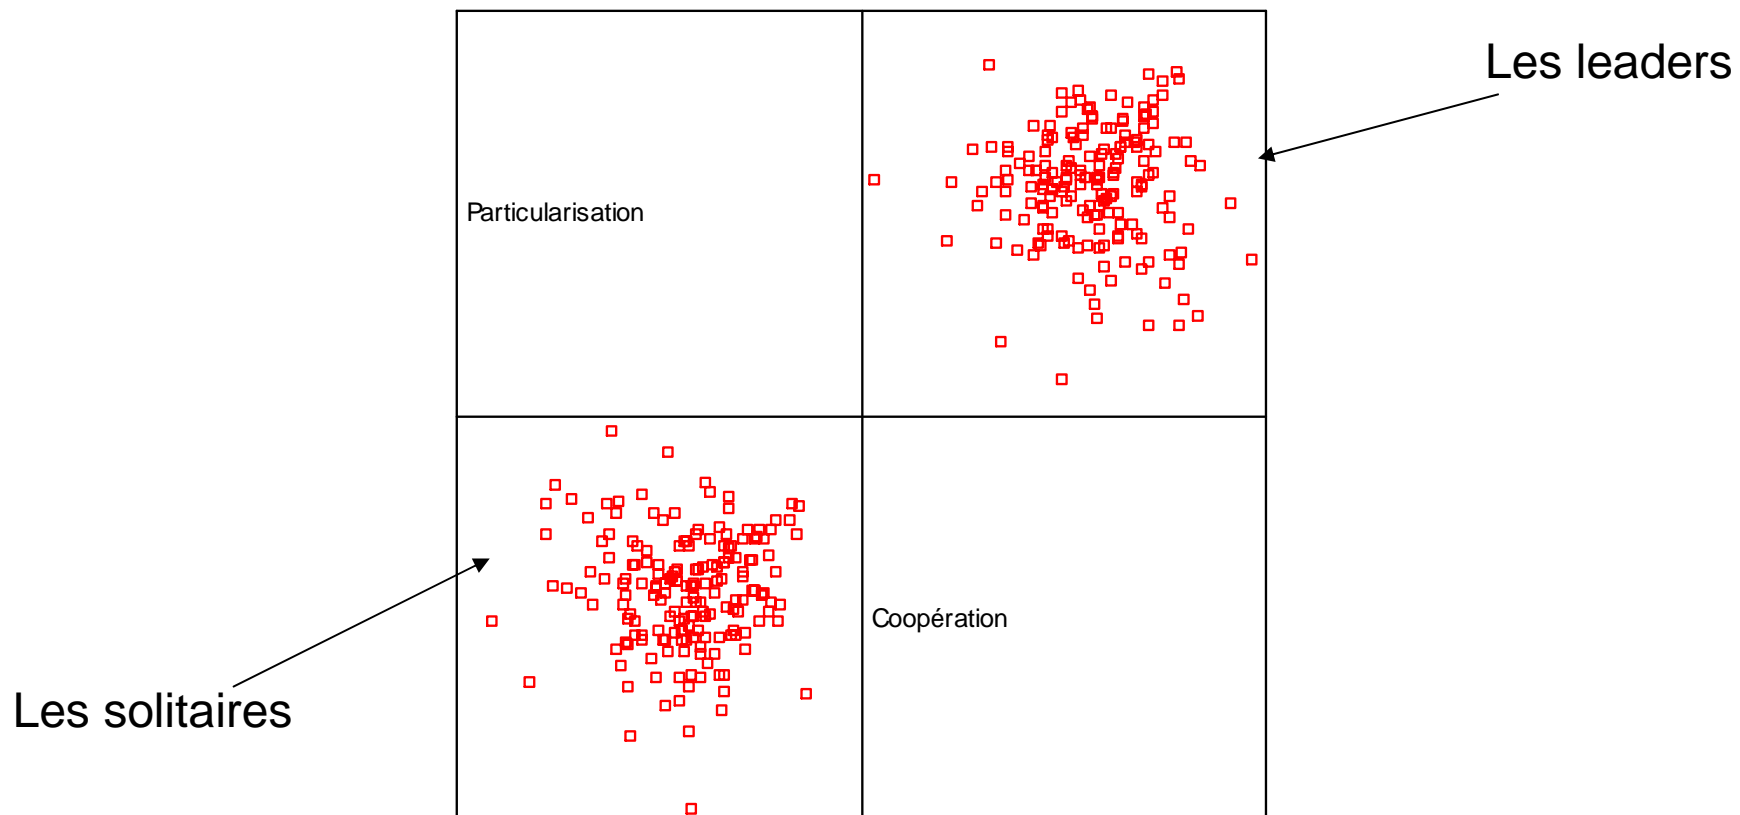 Les leaders
Particularisation
Coopération
Les solitaires